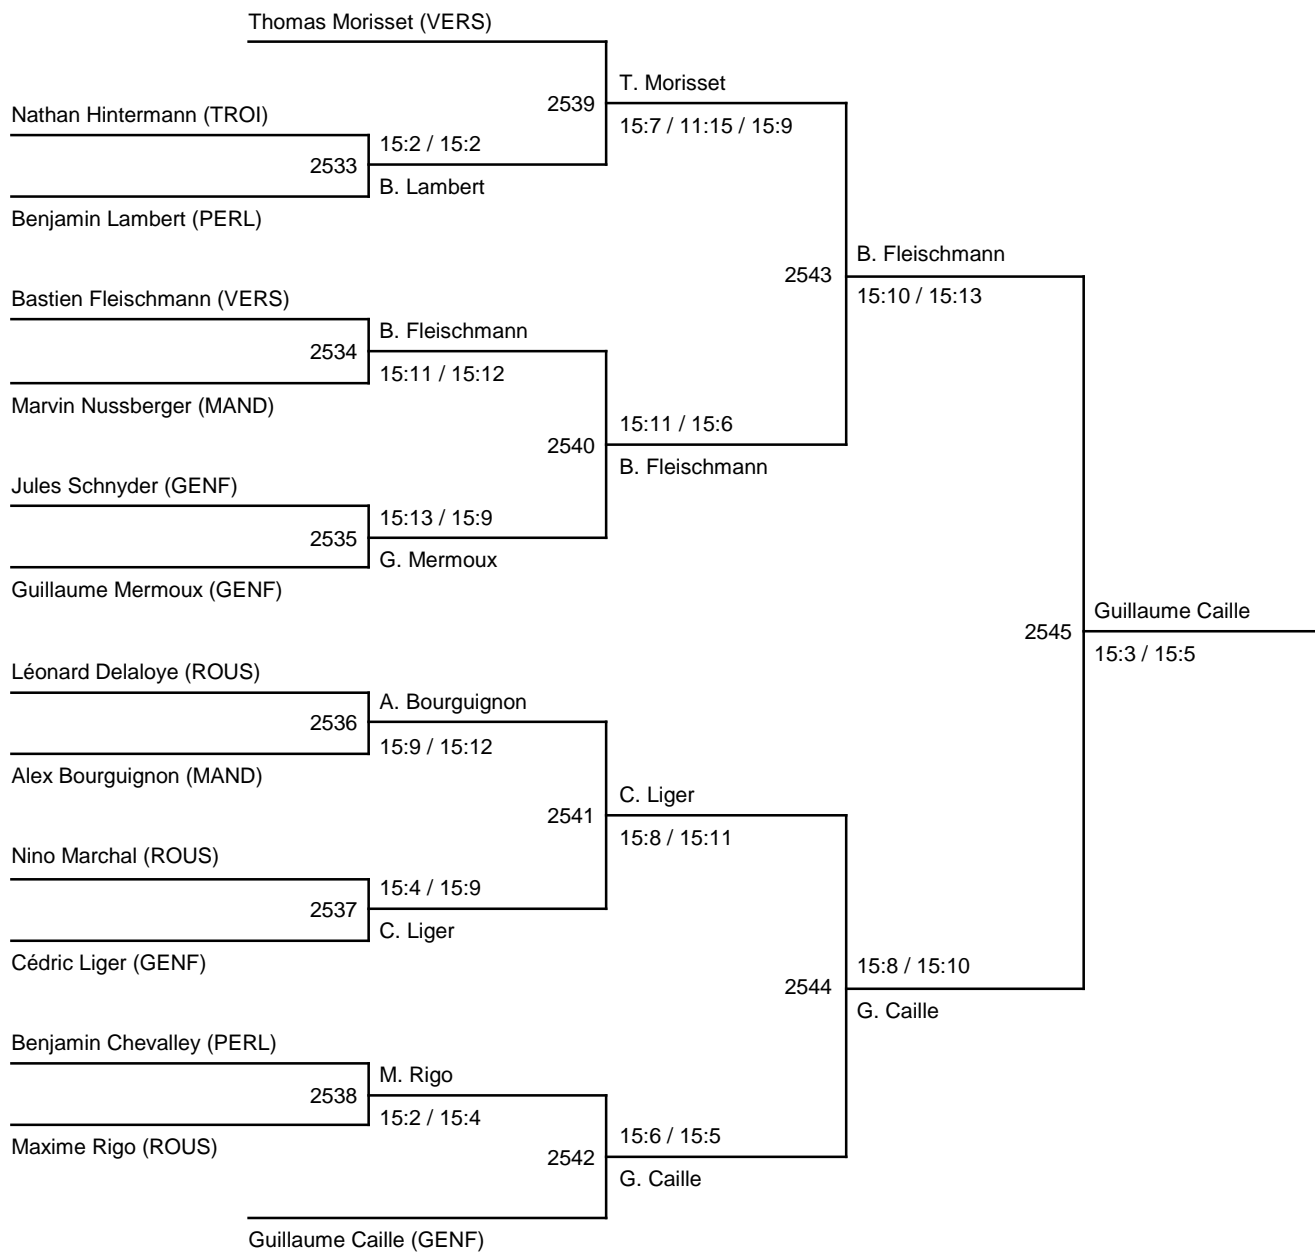 Thomas Morisset (VERS)
T. Morisset
2539
Nathan Hintermann (TROI)
15:7 / 11:15 / 15:9
15:2 / 15:2
2533
B. Lambert
Benjamin Lambert (PERL)
B. Fleischmann
2543
Bastien Fleischmann (VERS)
15:10 / 15:13
B. Fleischmann
2534
15:11 / 15:12
Marvin Nussberger (MAND)
15:11 / 15:6
2540
B. Fleischmann
Jules Schnyder (GENF)
15:13 / 15:9
2535
G. Mermoux
Guillaume Mermoux (GENF)
Guillaume Caille
2545
15:3 / 15:5
Léonard Delaloye (ROUS)
A. Bourguignon
2536
15:9 / 15:12
Alex Bourguignon (MAND)
C. Liger
2541
15:8 / 15:11
Nino Marchal (ROUS)
15:4 / 15:9
2537
C. Liger
Cédric Liger (GENF)
15:8 / 15:10
2544
G. Caille
Benjamin Chevalley (PERL)
M. Rigo
2538
15:2 / 15:4
15:6 / 15:5
Maxime Rigo (ROUS)
2542
G. Caille
Guillaume Caille (GENF)